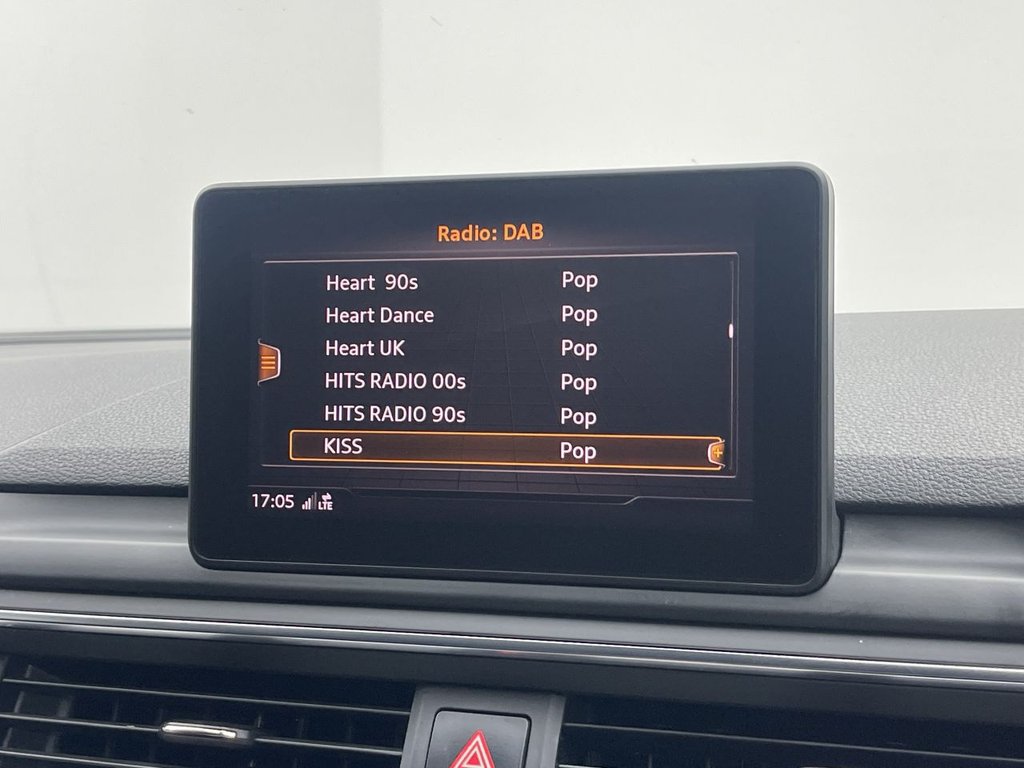 Radio: DAB
Heart 90s Pop
Heart Dance Pop
Heart UK Pop
HITS RADIO 00s Pop
HITS RADIO 90s Pop
KISS Pop
17:05 LTE